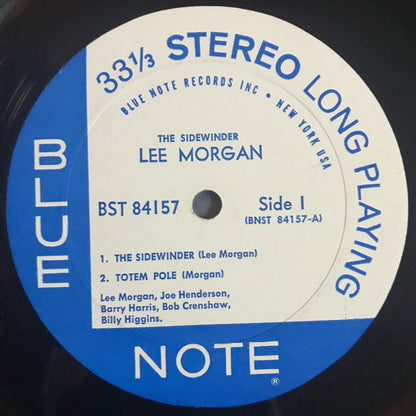 33 1/3 STEREO LONG PLAYING
BLUE NOTE RECORDS INC • NEW YORK USA
THE SIDEWINDER
LEE MORGAN
BST 84157
Side 1
(BNST 84157-A)
1. THE SIDEWINDER (Lee Morgan)
2. TOTEM POLE (Morgan)
Lee Morgan, Joe Henderson,
Barry Harris, Bob Crenshaw,
Billy Higgins.
BLUE
NOTE ®